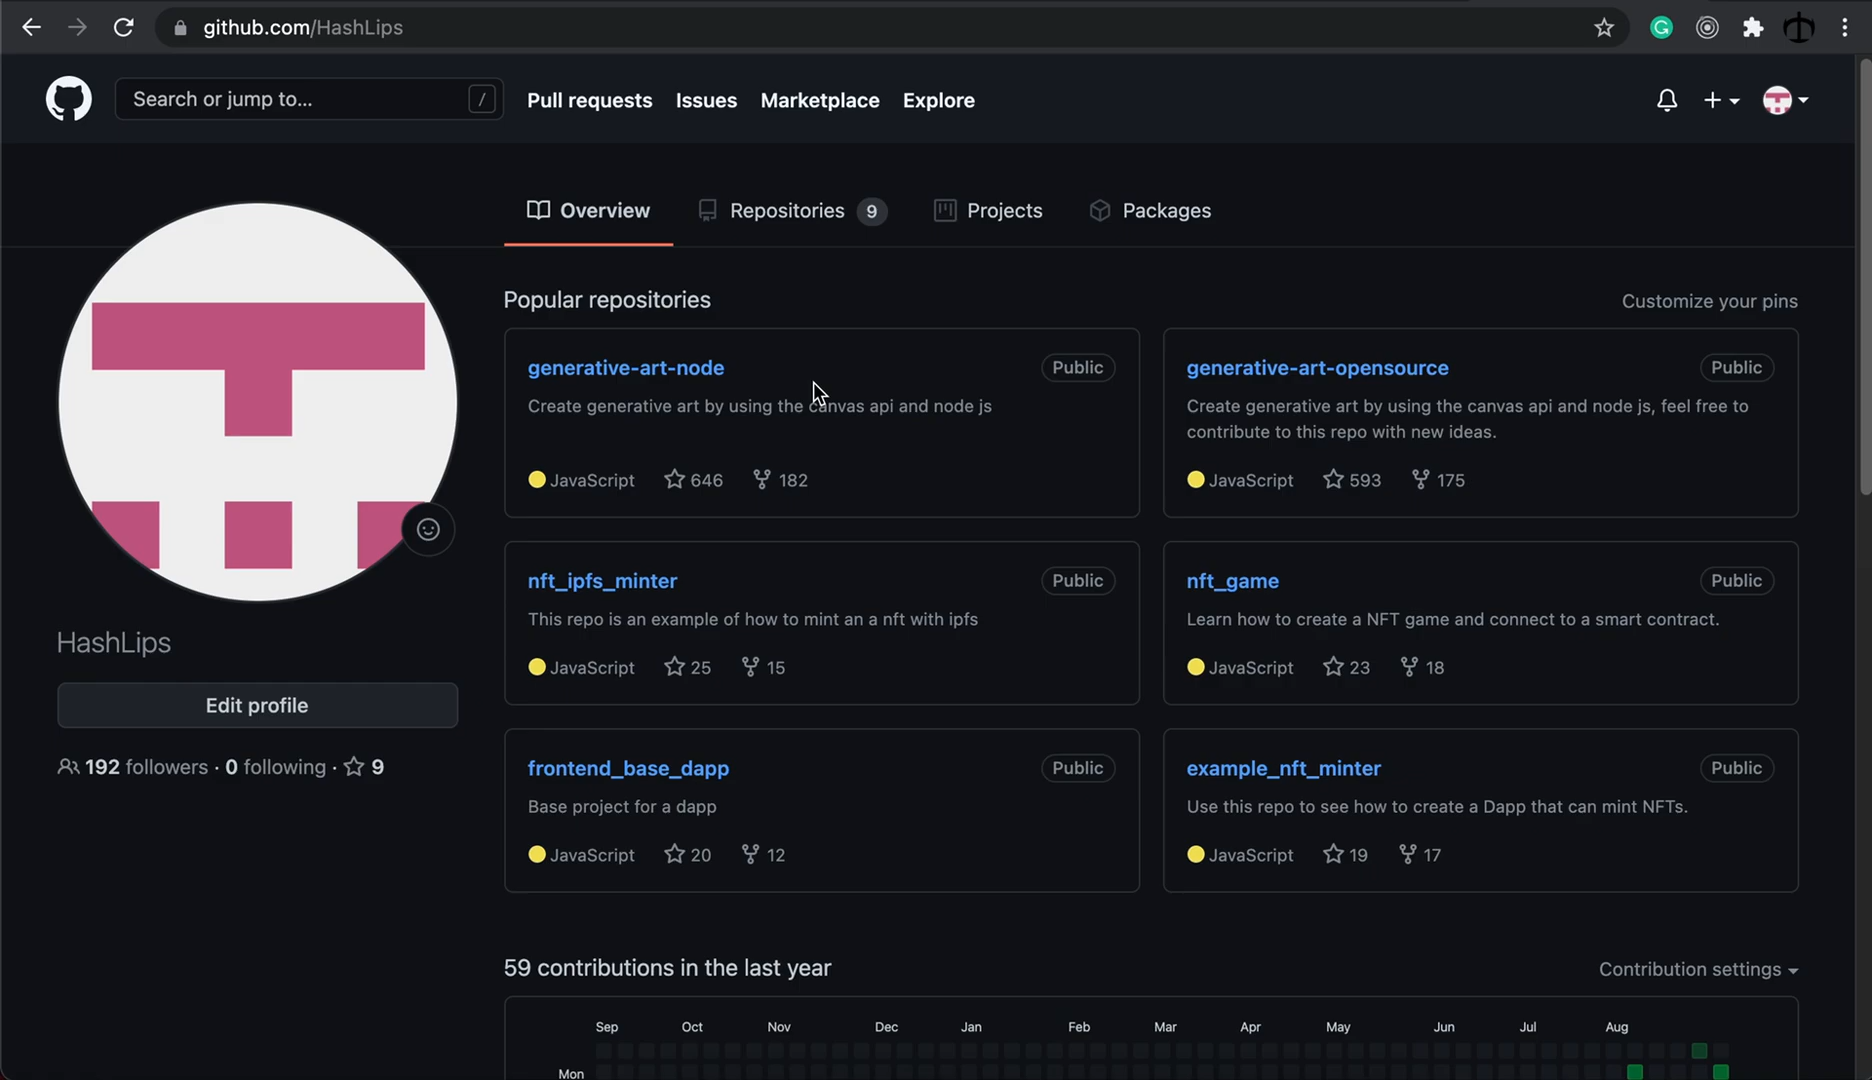 github.com/HashLips
Search or jump to... /
Pull requests Issues Marketplace Explore
Overview Repositories 9 Projects Packages
Popular repositories Customize your pins
generative-art-node Public
Create generative art by using the canvas api and node js
JavaScript 646 182
generative-art-opensource Public
Create generative art by using the canvas api and node js, feel free to
contribute to this repo with new ideas.
JavaScript 593 175
nft_ipfs_minter Public
This repo is an example of how to mint an a nft with ipfs
JavaScript 25 15
nft_game Public
Learn how to create a NFT game and connect to a smart contract.
JavaScript 23 18
frontend_base_dapp Public
Base project for a dapp
JavaScript 20 12
example_nft_minter Public
Use this repo to see how to create a Dapp that can mint NFTs.
JavaScript 19 17
HashLips
Edit profile
192 followers · 0 following · 9
59 contributions in the last year Contribution settings
Sep Oct Nov Dec Jan Feb Mar Apr May Jun Jul Aug
Mon